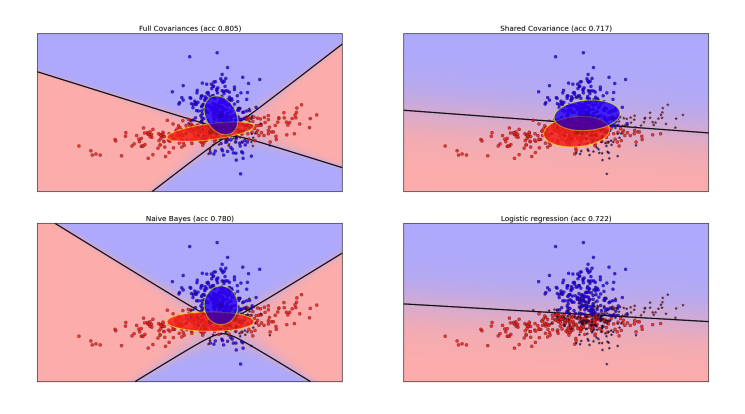 Full Covariances (acc 0.805)
Shared Covariance (acc 0.717)
Naive Bayes (acc 0.780)
Logistic regression (acc 0.722)